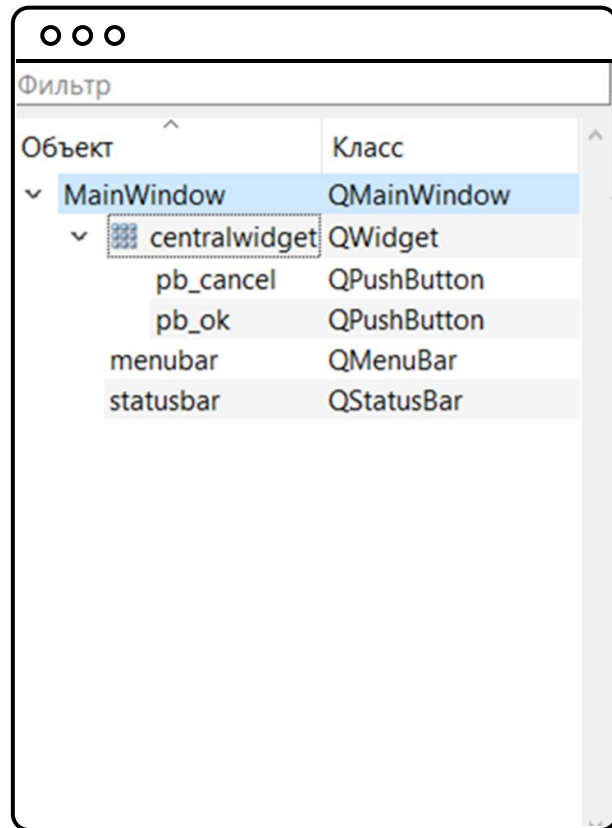 Фильтр
Объект Класс
MainWindow QMainWindow
centralwidget QWidget
pb_cancel QPushButton
pb_ok QPushButton
menubar QMenuBar
statusbar QStatusBar